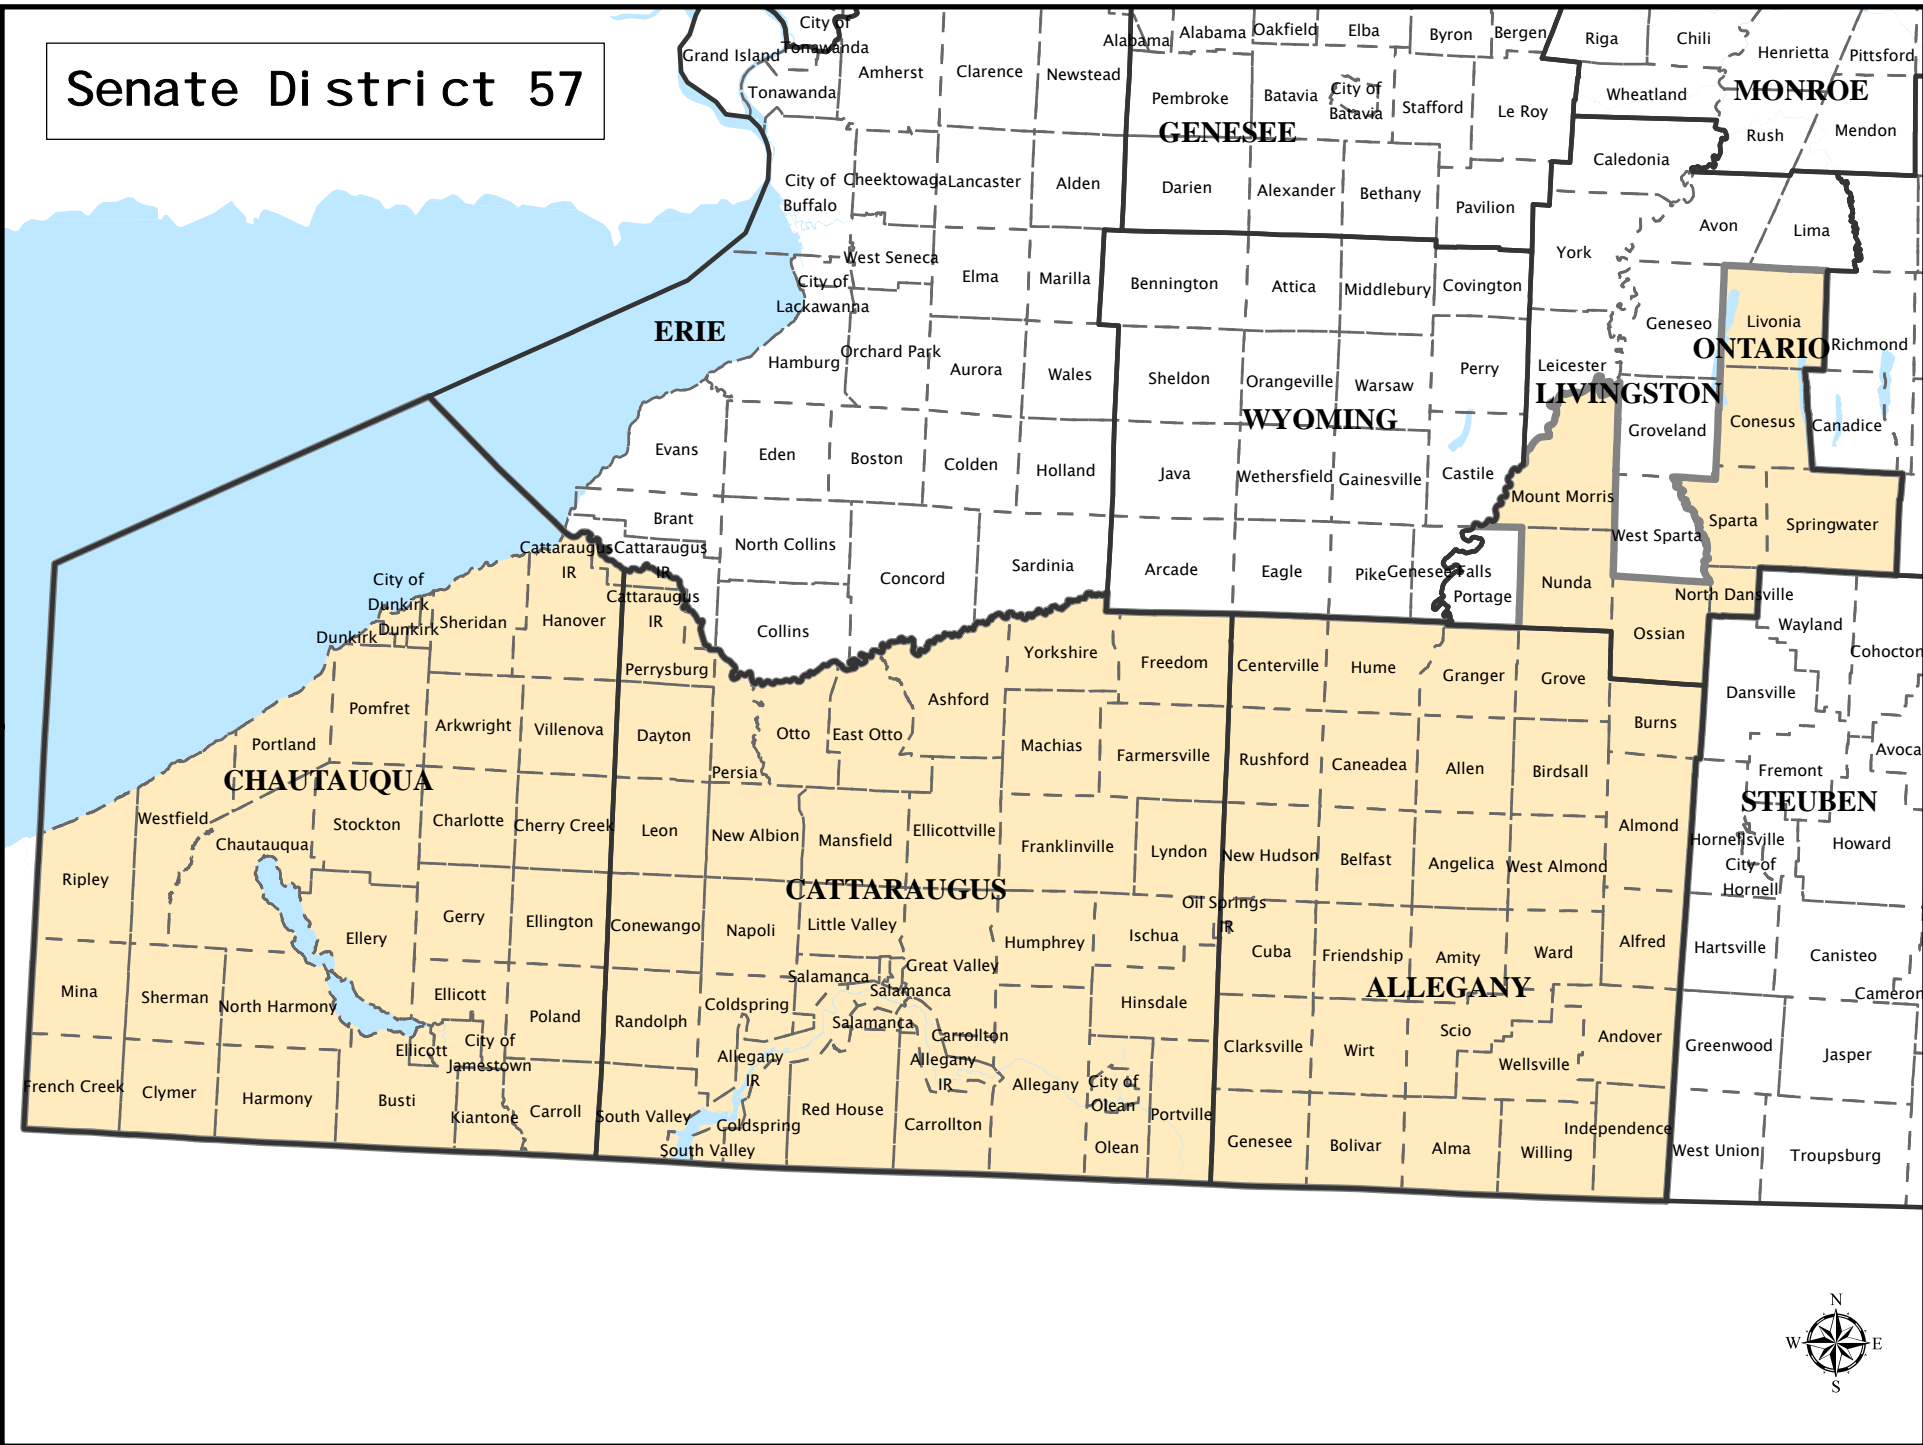 Senate District 57
City of
Tonawanda
Grand Island
Tonawanda
Amherst
Clarence
Newstead
Alabama
Alabama
Oakfield
Elba
Byron
Bergen
Riga
Chili
Henrietta
Pittsford
MONROE
Pembroke
Batavia
City of
Batavia
Stafford
Le Roy
Wheatland
Rush
Mendon
GENESEE
Caledonia
City of
Buffalo
Cheektowaga
Lancaster
Alden
Darien
Alexander
Bethany
Pavilion
Avon
Lima
York
West Seneca
City of
Lackawanna
Elma
Marilla
Bennington
Attica
Middlebury
Covington
Geneseo
Livonia
ONTARIO
Richmond
ERIE
Hamburg
Orchard Park
Aurora
Wales
Sheldon
Orangeville
Warsaw
Perry
Leicester
LIVINGSTON
WYOMING
Groveland
Conesus
Canadice
Evans
Eden
Boston
Colden
Holland
Java
Wethersfield
Gainesville
Castile
Mount Morris
West Sparta
Sparta
Springwater
Brant
North Collins
Concord
Sardinia
Arcade
Eagle
Pike
Genesee Falls
Portage
Nunda
North Dansville
Cattaraugus
IR
Cattaraugus
IR
Cattaraugus
IR
Collins
City of
Dunkirk
Dunkirk
Dunkirk
Sheridan
Hanover
Perrysburg
Yorkshire
Freedom
Centerville
Hume
Granger
Grove
Ossian
Wayland
Cohocton
Dansville
Pomfret
Arkwright
Villenova
Dayton
Otto
East Otto
Ashford
Machias
Farmersville
Rushford
Caneadea
Allen
Birdsall
Burns
Avoca
Portland
Persia
CHAUTAUQUA
Fremont
STEUBEN
Westfield
Chautauqua
Stockton
Charlotte
Cherry Creek
Leon
New Albion
Mansfield
Ellicottville
Franklinville
Lyndon
New Hudson
Belfast
Angelica
West Almond
Almond
Hornellsville
City of
Hornell
Howard
Ripley
CATTARAUGUS
Oil Springs
IR
Ellery
Gerry
Ellington
Conewango
Napoli
Little Valley
Humphrey
Ischua
Cuba
Friendship
Amity
Ward
Alfred
Hartsville
Canisteo
Cameron
Mina
Sherman
North Harmony
Ellicott
Poland
Randolph
Coldspring
Salamanca
Great Valley
Salamanca
Salamanca
Hinsdale
ALLEGANY
Scio
Andover
Greenwood
Jasper
Ellicott
City of
Jamestown
Allegany
IR
Carrollton
Allegany
IR
Allegany
City of
Olean
Clarksville
Wirt
Wellsville
French Creek
Clymer
Harmony
Busti
Kiantone
Carroll
South Valley
South Valley
Coldspring
Red House
Carrollton
Olean
Portville
Genesee
Bolivar
Alma
Willing
Independence
West Union
Troupsburg
N
W
E
S